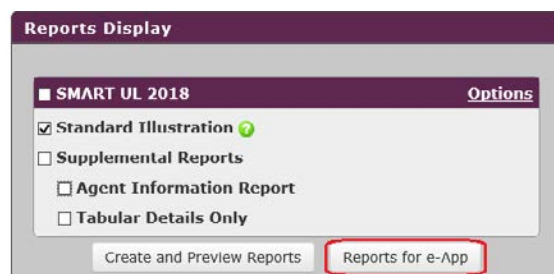 Reports Display
SMART UL 2018 Options
Standard Illustration
Supplemental Reports
Agent Information Report
Tabular Details Only
Create and Preview Reports Reports for e-App